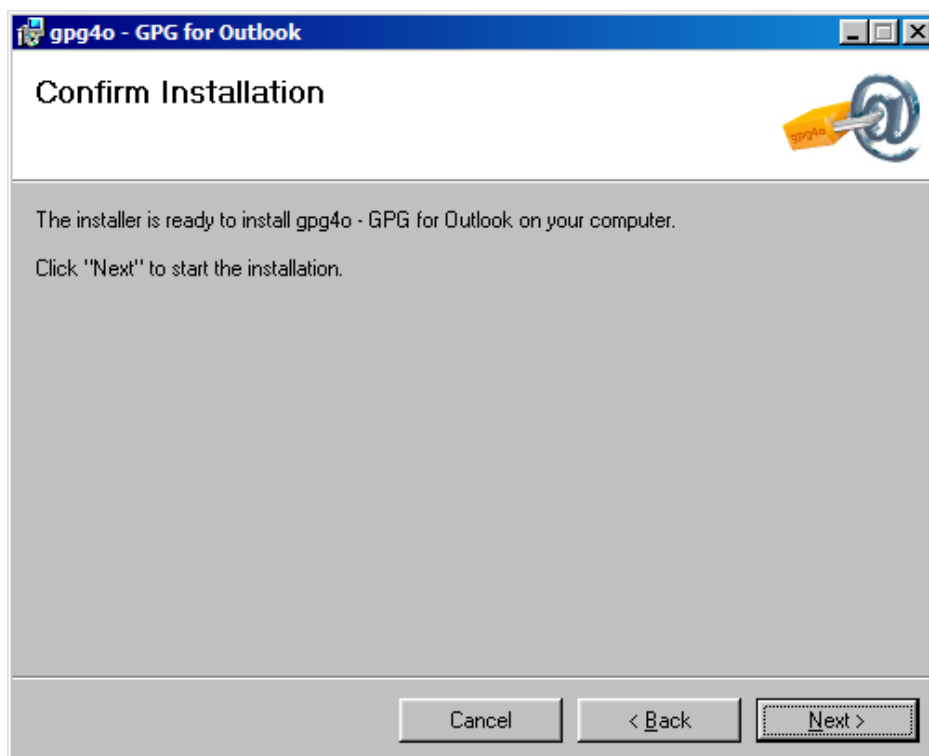 gpg4o - GPG for Outlook
Confirm Installation
gpg4o
The installer is ready to install gpg4o - GPG for Outlook on your computer.
Click "Next" to start the installation.
Cancel
< Back
Next >